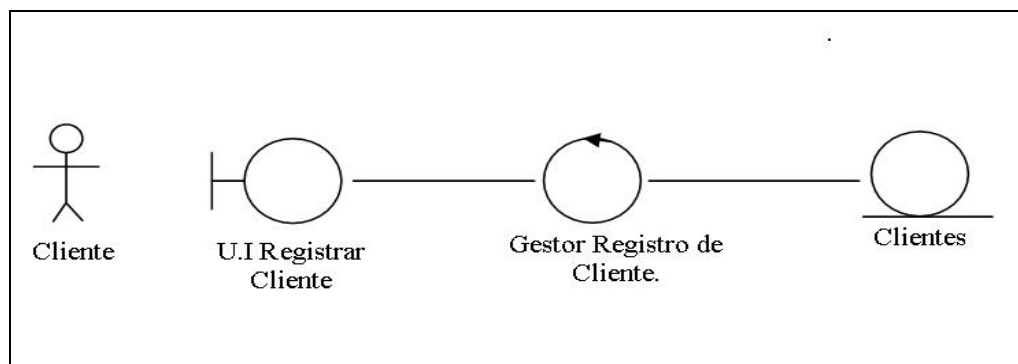 Cliente
U.I Registrar
Cliente
Gestor Registro de
Cliente.
Clientes